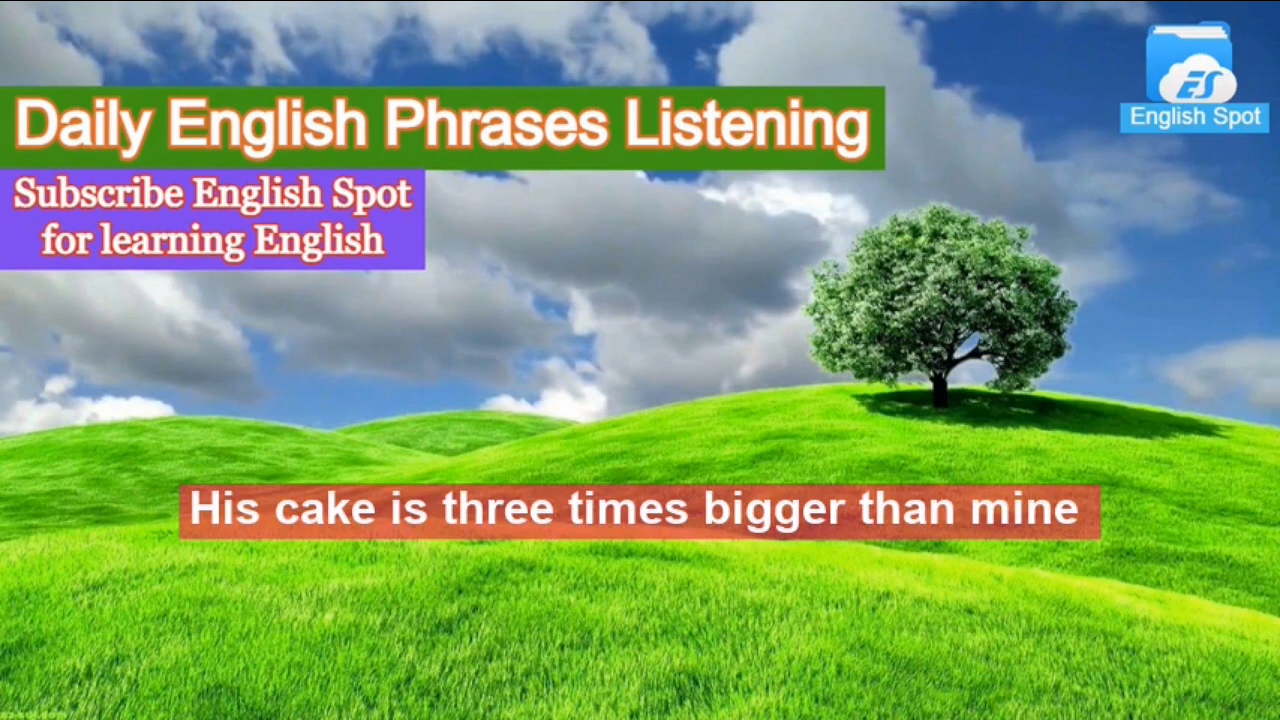 Daily English Phrases Listening
Subscribe English Spot
for learning English
ES
English Spot
His cake is three times bigger than mine